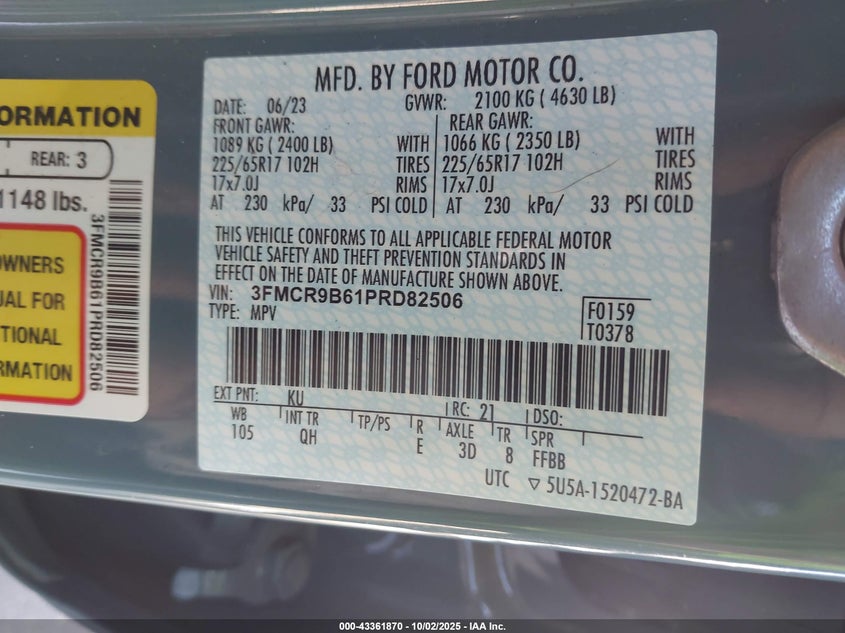 ORMATION
REAR: 3
1148 lbs.
OWNERS
UAL FOR
TIONAL
RMATION
3FMCR9B61PRD82506
MFD. BY FORD MOTOR CO.
DATE: 06/23 GVWR: 2100 KG ( 4630 LB)
FRONT GAWR: REAR GAWR:
1089 KG ( 2400 LB) WITH 1066 KG ( 2350 LB) WITH
225/65R17 102H TIRES 225/65R17 102H TIRES
17x7.0J RIMS 17x7.0J RIMS
AT 230 kPa/ 33 PSI COLD AT 230 kPa/ 33 PSI COLD
THIS VEHICLE CONFORMS TO ALL APPLICABLE FEDERAL MOTOR
VEHICLE SAFETY AND THEFT PREVENTION STANDARDS IN
EFFECT ON THE DATE OF MANUFACTURE SHOWN ABOVE.
VIN: 3FMCR9B61PRD82506
TYPE: MPV
F0159
T0378
EXT PNT: KU RC: 21 DSO:
WB INT TR TP/PS R AXLE TR SPR
105 QH E 3D 8 FFBB
UTC ▽ 5U5A-1520472-BA
000-43361870 - 10/02/2025 - IAA Inc.